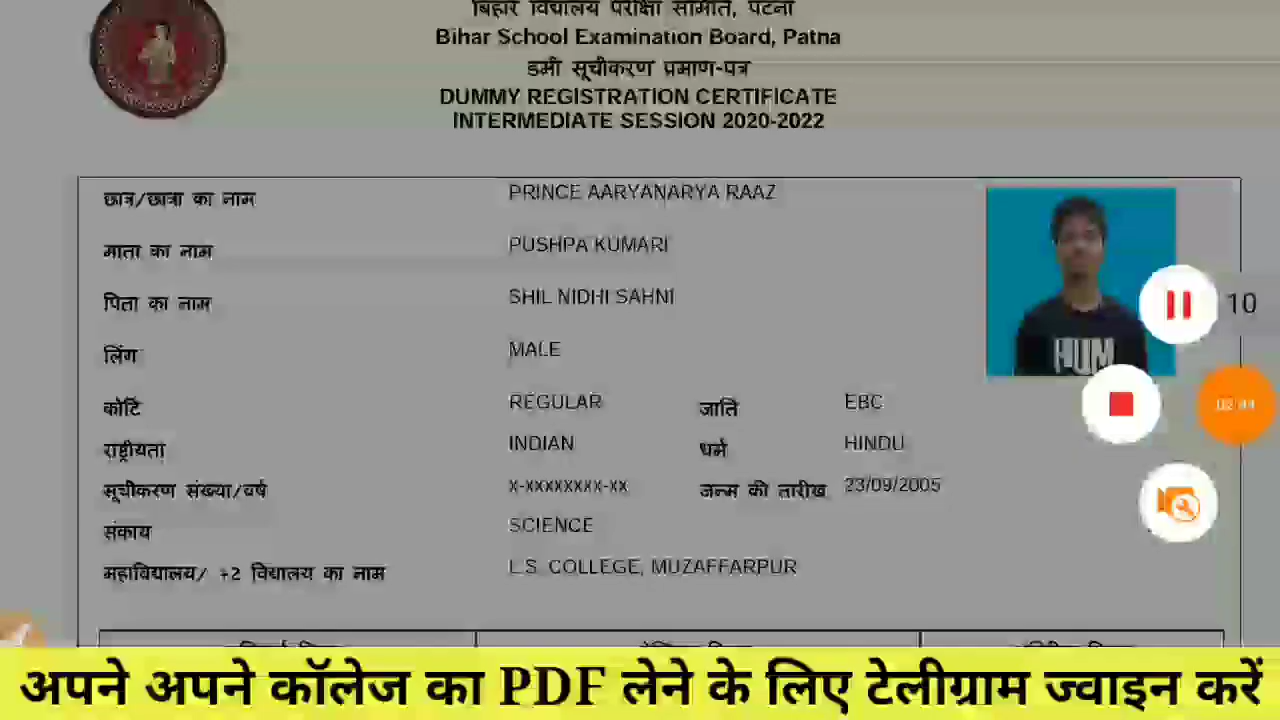 बिहार विद्यालय परीक्षा समिति, पटना
Bihar School Examination Board, Patna
डमी सूचीकरण प्रमाण-पत्र
DUMMY REGISTRATION CERTIFICATE
INTERMEDIATE SESSION 2020-2022
छात्र/छात्रा का नाम PRINCE AARYANARYA RAAZ
माता का नाम PUSHPA KUMARI
पिता का नाम SHIL NIDHI SAHNI
HUM
10
लिंग MALE
कोटि REGULAR जाति EBC
राष्ट्रीयता INDIAN धर्म HINDU
सूचीकरण संख्या/वर्ष X-XXXXXXXX-XX जन्म की तारीख 23/09/2005
संकाय SCIENCE
महाविद्यालय/ +2 विद्यालय का नाम L.S. COLLEGE, MUZAFFARPUR
अपने अपने कॉलेज का PDF लेने के लिए टेलीग्राम ज्वाइन करें